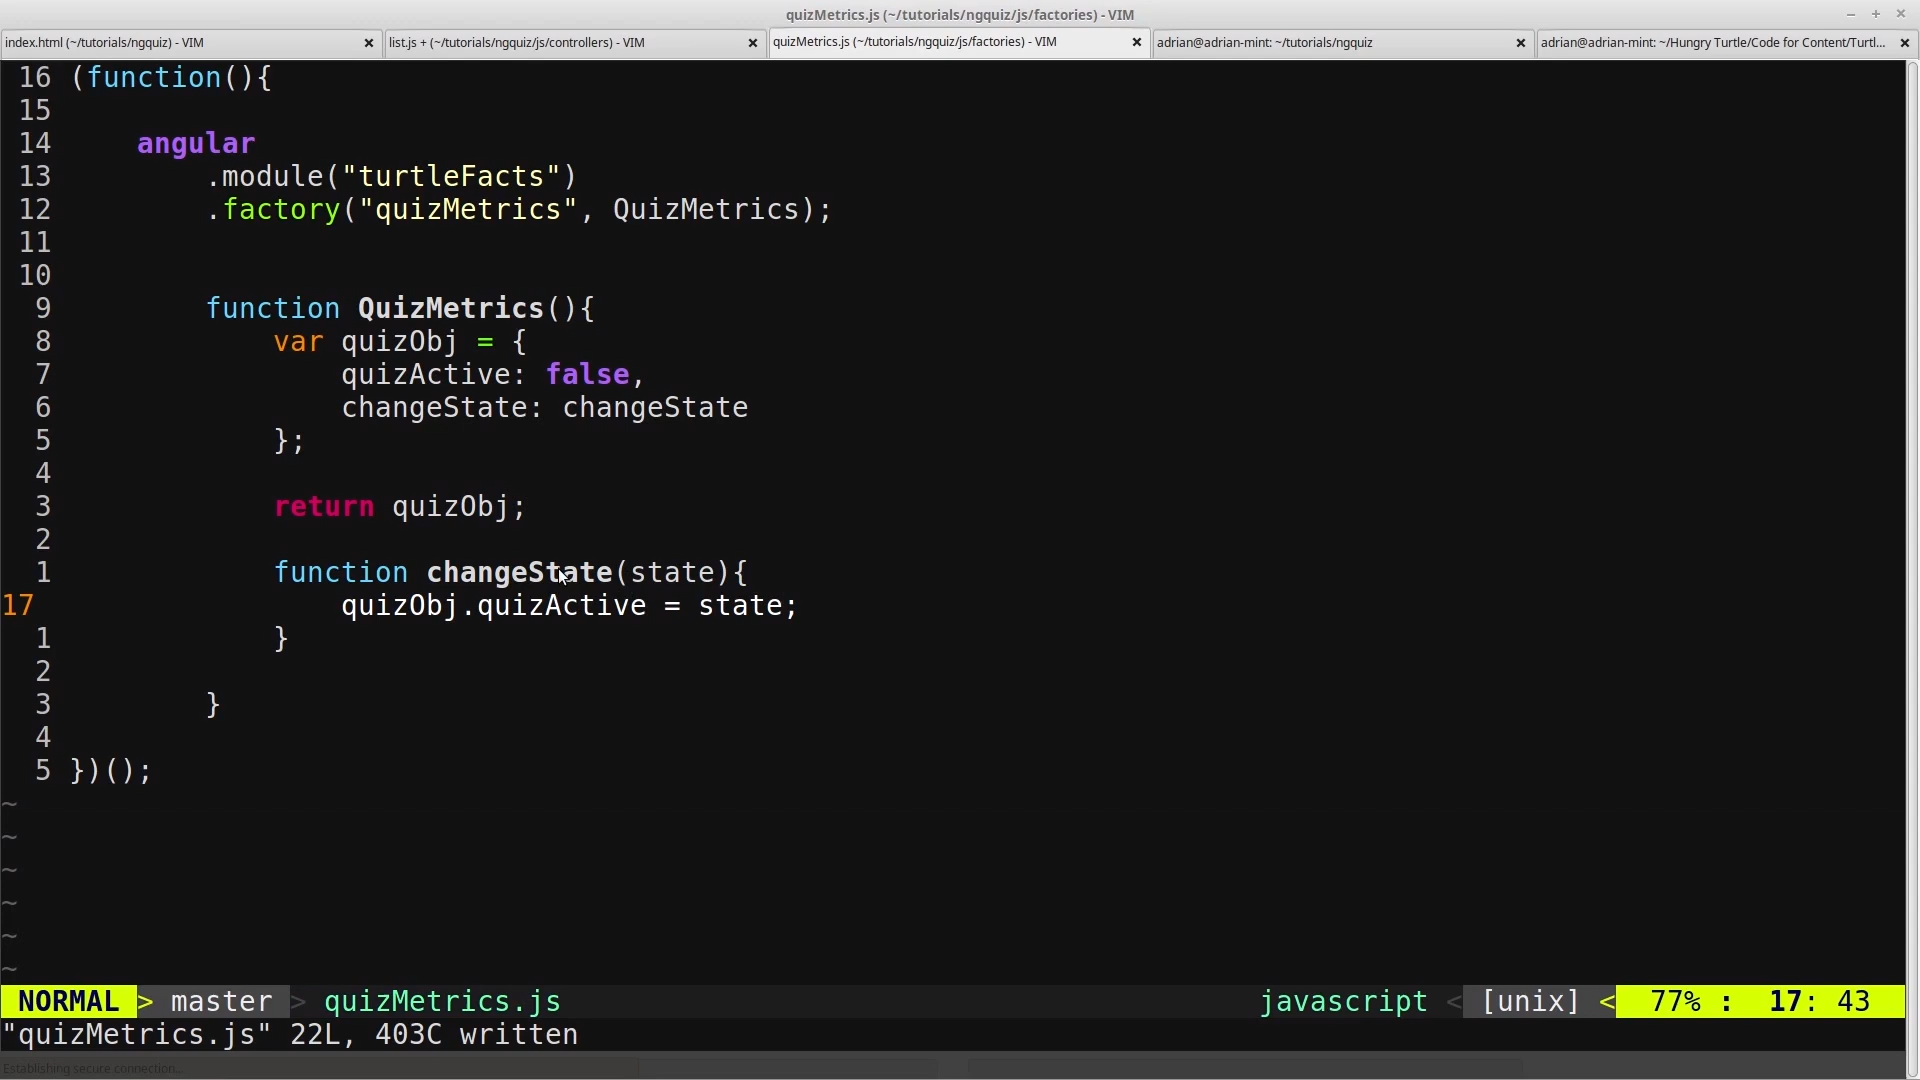 quizMetrics.js (~/tutorials/ngquiz/js/factories) - VIM
index.html (~/tutorials/ngquiz) - VIM
list.js + (~/tutorials/ngquiz/js/controllers) - VIM
quizMetrics.js (~/tutorials/ngquiz/js/factories) - VIM
adrian@adrian-mint: ~/tutorials/ngquiz
adrian@adrian-mint: ~/Hungry Turtle/Code for Content/Turtl...
16 (function(){
15
14     angular
13         .module("turtleFacts")
12         .factory("quizMetrics", QuizMetrics);
11
10
9         function QuizMetrics(){
8             var quizObj = {
7                 quizActive: false,
6                 changeState: changeState
5             };
4
3             return quizObj;
2
1             function changeState(state){
17                 quizObj.quizActive = state;
1             }
2
3         }
4
5 })();
~
~
~
~
~
~
NORMAL > master > quizMetrics.js javascript < [unix] < 77% : 17: 43
"quizMetrics.js" 22L, 403C written
Establishing secure connection...